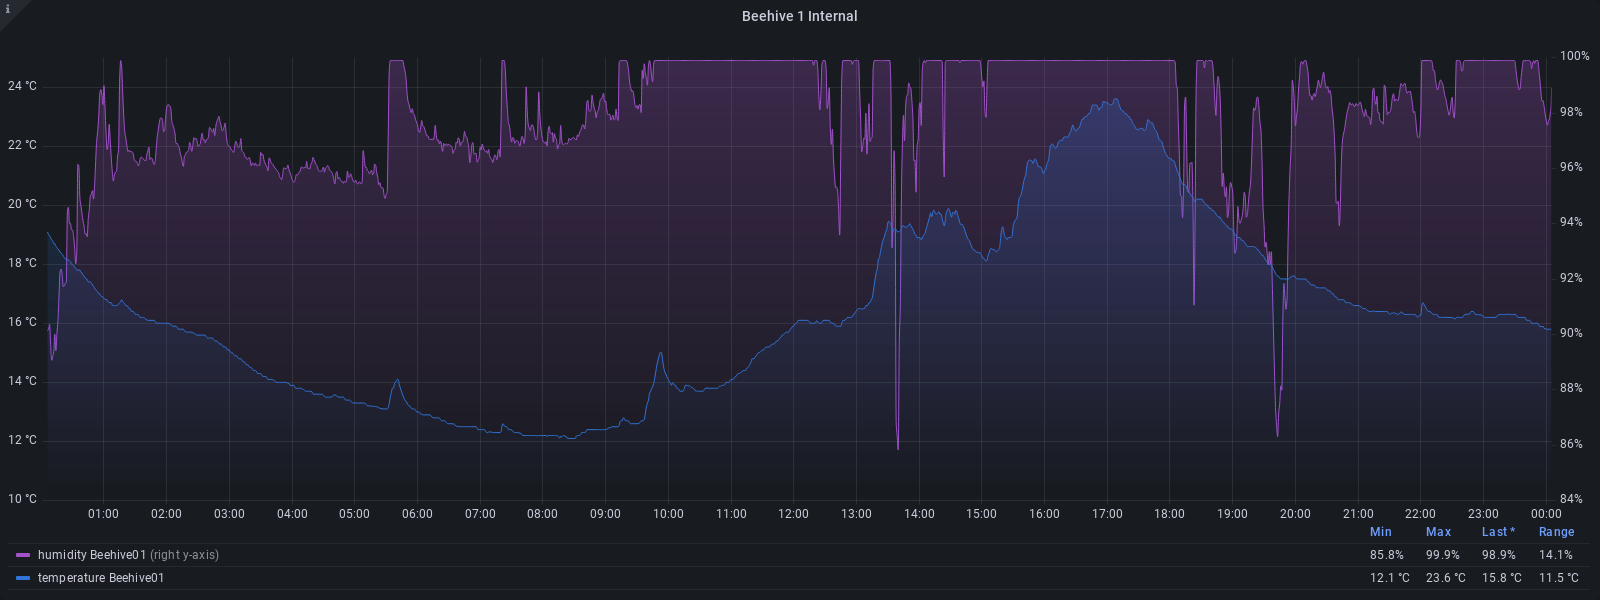 i
Beehive 1 Internal
24 °C
22 °C
20 °C
18 °C
16 °C
14 °C
12 °C
10 °C
100%
98%
96%
94%
92%
90%
88%
86%
84%
01:00 02:00 03:00 04:00 05:00 06:00 07:00 08:00 09:00 10:00 11:00 12:00 13:00 14:00 15:00 16:00 17:00 18:00 19:00 20:00 21:00 22:00 23:00 00:00
Min Max Last * Range
humidity Beehive01 (right y-axis) 85.8% 99.9% 98.9% 14.1%
temperature Beehive01 12.1 °C 23.6 °C 15.8 °C 11.5 °C